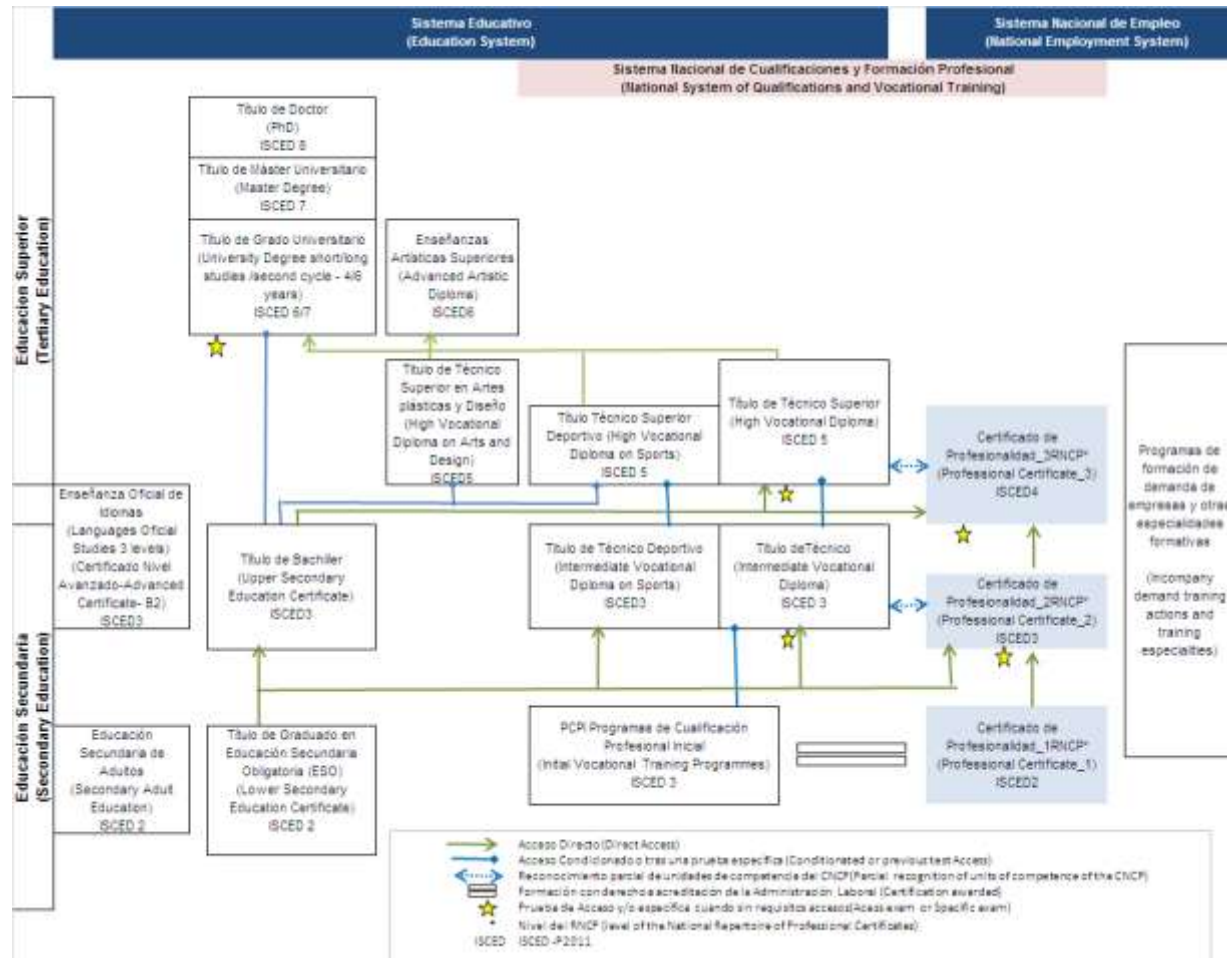 Sistema Educativo
(Education System)
Sistema Nacional de Empleo
(National Employment System)
Sistema Nacional de Cualificaciones y Formación Profesional
(National System of Qualifications and Vocational Training)
Educacion Superior
(Tertiary Education)
Título de Doctor
(PhD)
ISCED 8
Título de Máster Universitario
(Master Degree)
ISCED 7
Título de Grado Universitario
(University Degree short/long
studies /second cycle - 4/6
years)
ISCED 6/7
Enseñanzas
Artísticas Superiores
(Advanced Artistic
Diploma)
ISCED6
Título de Técnico
Superior en Artes
plásticas y Diseño
(High Vocational
Diploma on Arts and
Design)
ISCED5
Título Técnico Superior
Deportivo (High Vocational
Diploma on Sports)
ISCED 5
Título de Técnico Superior
(High Vocational Diploma)
ISCED 5
Certificado de
Profesionalidad_3RNCP*
(Professional Certificate_3)
ISCED4
Programas de
formación de
demanda de
empresas y otras
especialidades
formativas
(Incompany
demand training
actions and
training
especialties)
Educación Secundaria
(Secondary Education)
Enseñanza Oficial de
Idiomas
(Languages Oficial
Studies 3 levels)
(Certificado Nivel
Avanzado-Advanced
Certificate- B2)
ISCED3
Título de Bachiller
(Upper Secondary
Education Certificate)
ISCED3
Título de Técnico Deportivo
(Intermediate Vocational
Diploma on Sports)
ISCED3
Título deTécnico
(Intermediate Vocational
Diploma)
ISCED 3
Certificado de
Profesionalidad_2RNCP*
(Professional Certificate_2)
ISCED3
Educación
Secundaria de
Adultos
(Secondary Adult
Education)
ISCED 2
Título de Graduado en
Educación Secundaria
Obligatoria (ESO)
(Lower Secondary
Education Certificate)
ISCED 2
PCPI Programas de Cualificación
Profesional Inicial
(Initial Vocational Training Programmes)
ISCED 3
Certificado de
Profesionalidad_1RNCP*
(Professional Certificate_1)
ISCED2
Acceso Directo (Direct Access)
Acceso Condicionado o tras una prueba específica (Conditionated or previous test Access)
Reconocimiento parcial de unidades de competencia del CNCP(Parcial recognition of units of competence of the CNCP)
Formación con derecho a acreditación de la Administración Laboral (Certification awarded)
Prueba de Acceso y/o específica cuando sin requisitos accesos(Acess exam or Specific exam)
* Nivel del RNCP (level of the National Repertoire of Professional Certificates)
ISCED ISCED -P2011